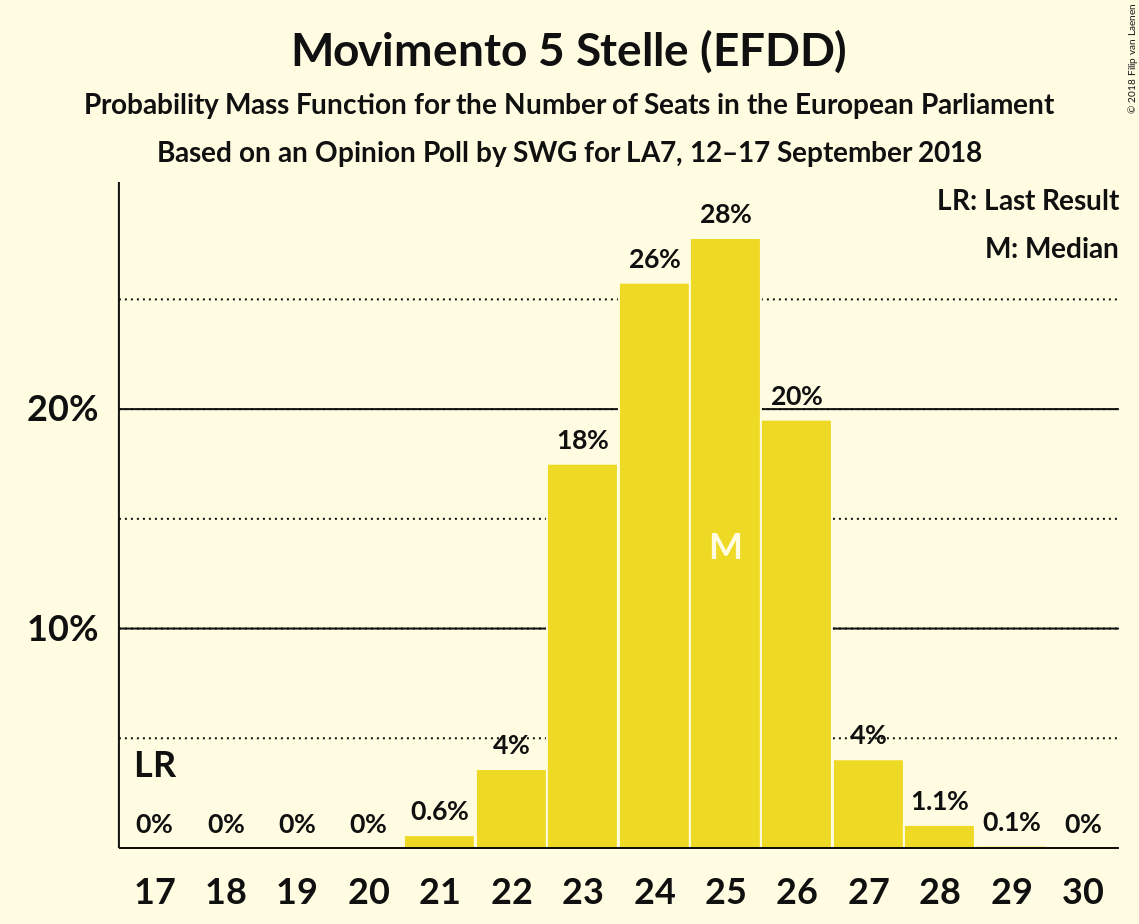 Movimento 5 Stelle (EFDD)
Probability Mass Function for the Number of Seats in the European Parliament
Based on an Opinion Poll by SWG for LA7, 12–17 September 2018
© 2018 Filip van Laenen
LR: Last Result
M: Median
28%
26%
20%
20%
18%
M
10%
4%
4%
LR
0%
0%
0%
0%
0.6%
1.1%
0.1%
0%
17 18 19 20 21 22 23 24 25 26 27 28 29 30